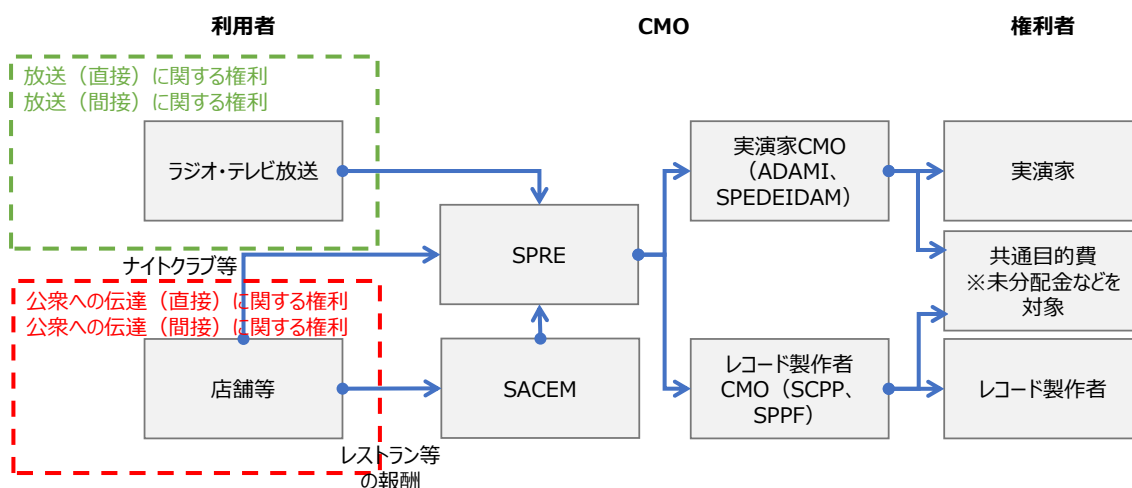 利用者
CMO
権利者
放送（直接）に関する権利
放送（間接）に関する権利
ラジオ・テレビ放送
実演家CMO
（ADAMI、
SPEDEIDAM）
実演家
SPRE
ナイトクラブ等
共通目的費
※未分配金などを
対象
公衆への伝達（直接）に関する権利
公衆への伝達（間接）に関する権利
店舗等
SACEM
レコード製作者
CMO（SCPP、
SPPF）
レコード製作者
レストラン等
の報酬